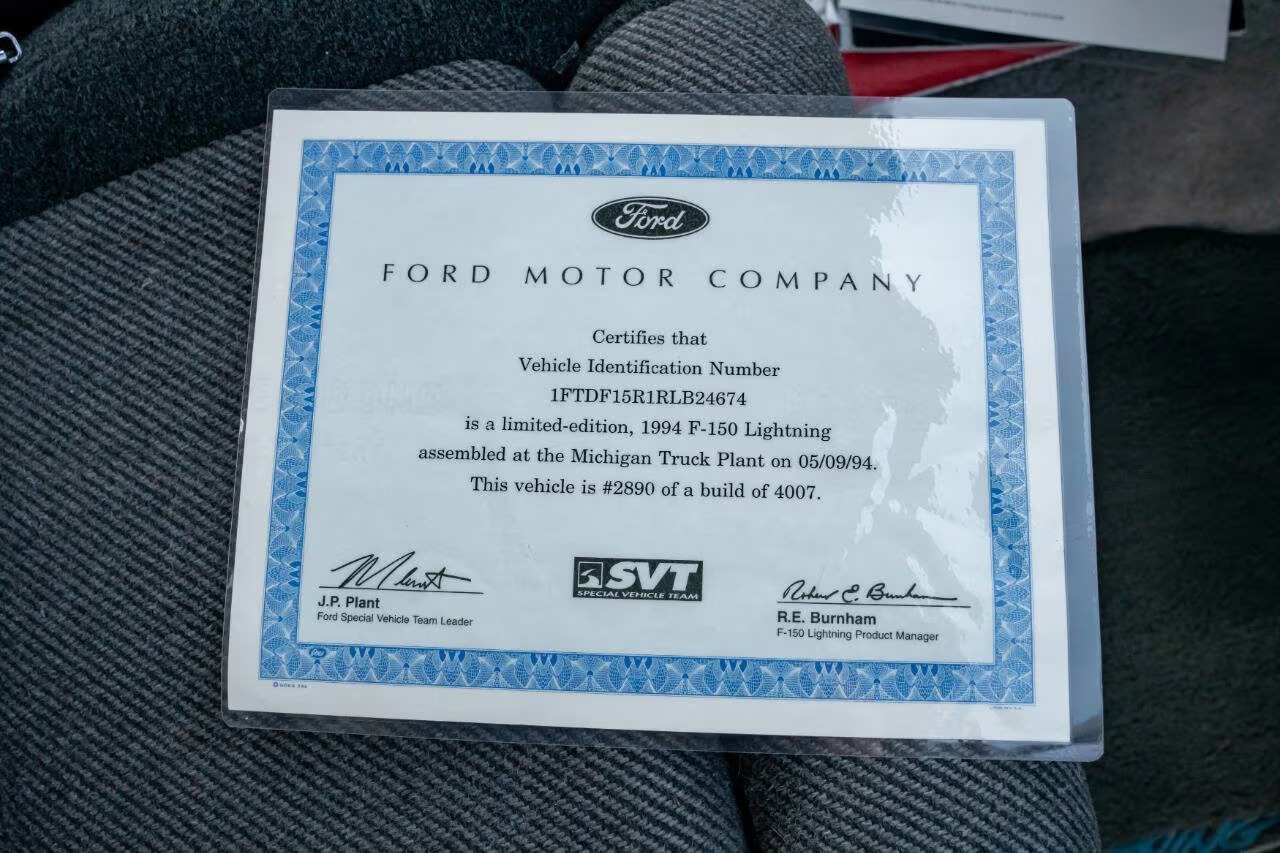 Ford
FORD MOTOR COMPANY
Certifies that
Vehicle Identification Number
1FTDF15R1RLB24674
is a limited-edition, 1994 F-150 Lightning
assembled at the Michigan Truck Plant on 05/09/94.
This vehicle is #2890 of a build of 4007.
SVT
SPECIAL VEHICLE TEAM
J.P. Plant
Ford Special Vehicle Team Leader
Robert E. Burnham
R.E. Burnham
F-150 Lightning Product Manager